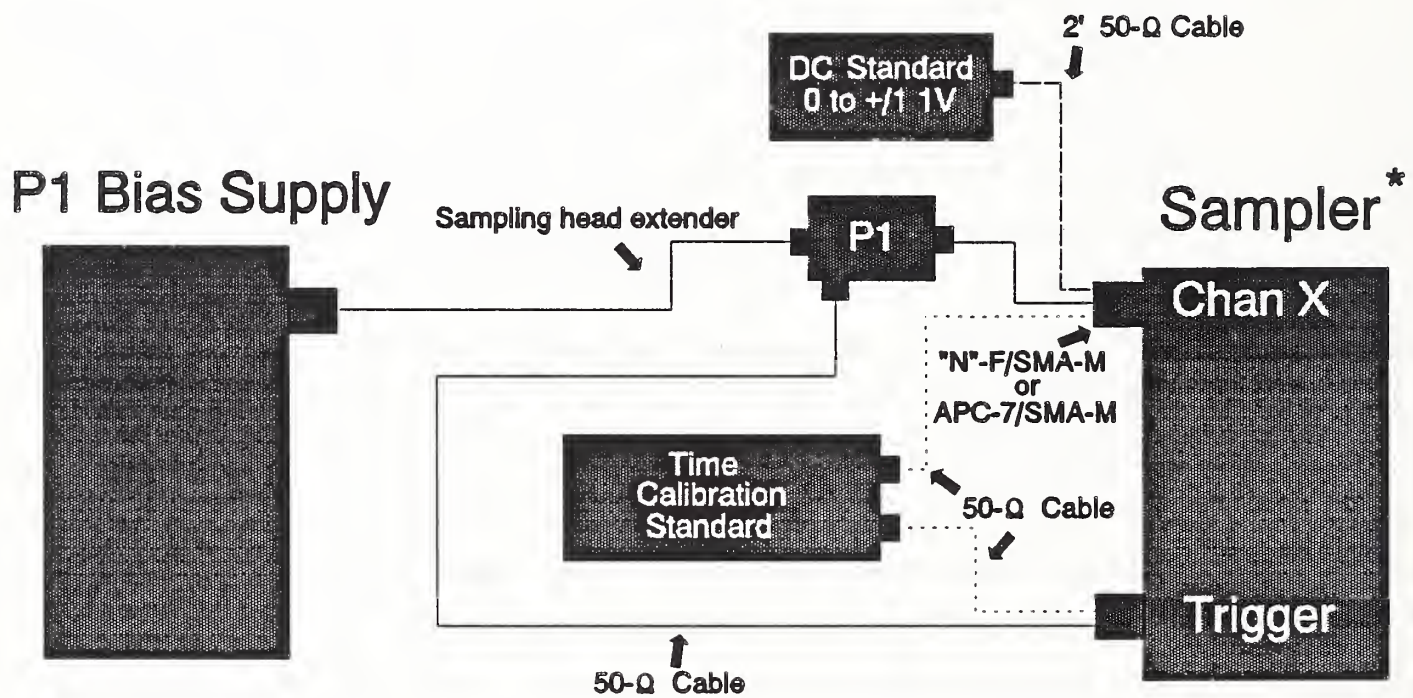 2' 50-Ω Cable
DC Standard
0 to +/1 1V
P1 Bias Supply
Sampling head extender
P1
Sampler*
Chan X
"N"-F/SMA-M
or
APC-7/SMA-M
Time
Calibration
Standard
50-Ω Cable
Trigger
50-Ω Cable